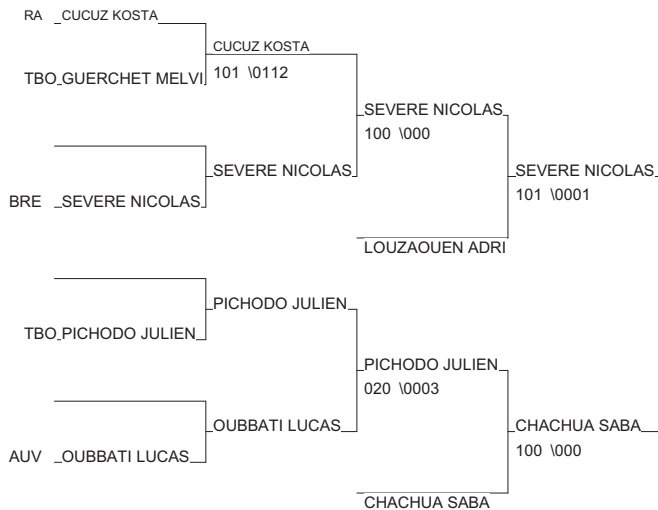 RA CUCUZ KOSTA
CUCUZ KOSTA
TBO GUERCHET MELVI
101 \0112
SEVERE NICOLAS
100 \000
SEVERE NICOLAS
SEVERE NICOLAS
BRE SEVERE NICOLAS
101 \0001
LOUZAOUEN ADRI
PICHODO JULIEN
TBO PICHODO JULIEN
PICHODO JULIEN
020 \0003
OUBBATI LUCAS
CHACHUA SABA
AUV OUBBATI LUCAS
100 \000
CHACHUA SABA